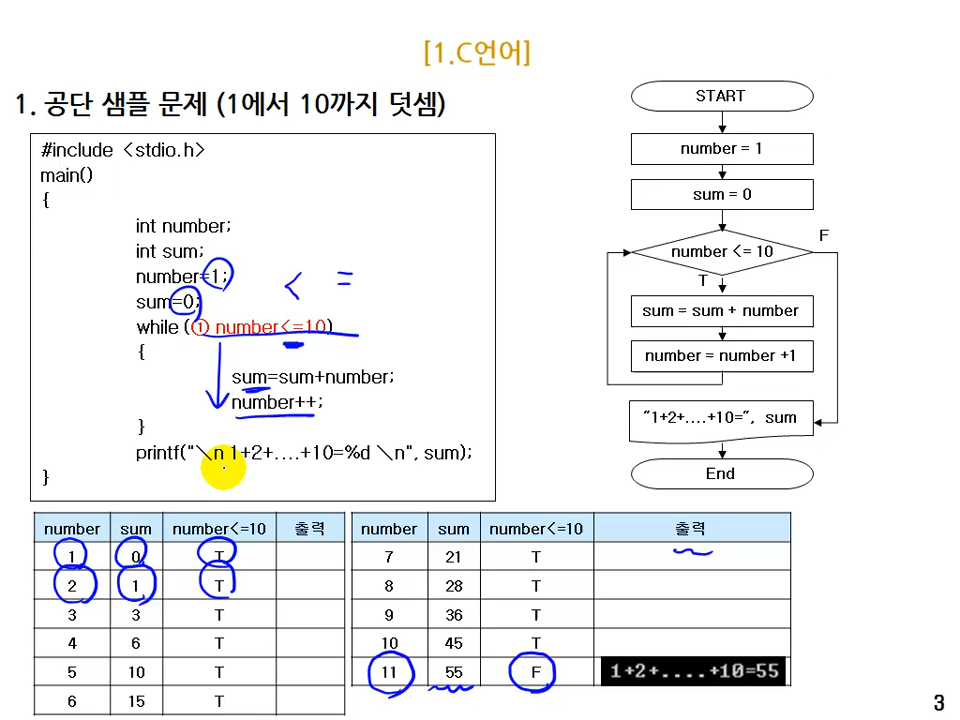 [1.C언어]
1. 공단 샘플 문제 (1에서 10까지 덧셈)
#include <stdio.h>
main()
{
int number;
int sum;
number=1;
sum=0;
< =
while (① number<=10)
{
sum=sum+number;
number++;
}
printf("\n 1+2+....+10=%d \n", sum);
}
START
number = 1
sum = 0
number <= 10
F
T
sum = sum + number
number = number +1
"1+2+....+10=", sum
End
number sum number<=10 출력
1 0 T
2 1 T
3 3 T
4 6 T
5 10 T
6 15 T
number sum number<=10 출력
7 21 T
8 28 T
9 36 T
10 45 T
11 55 F 1+2+....+10=55
3